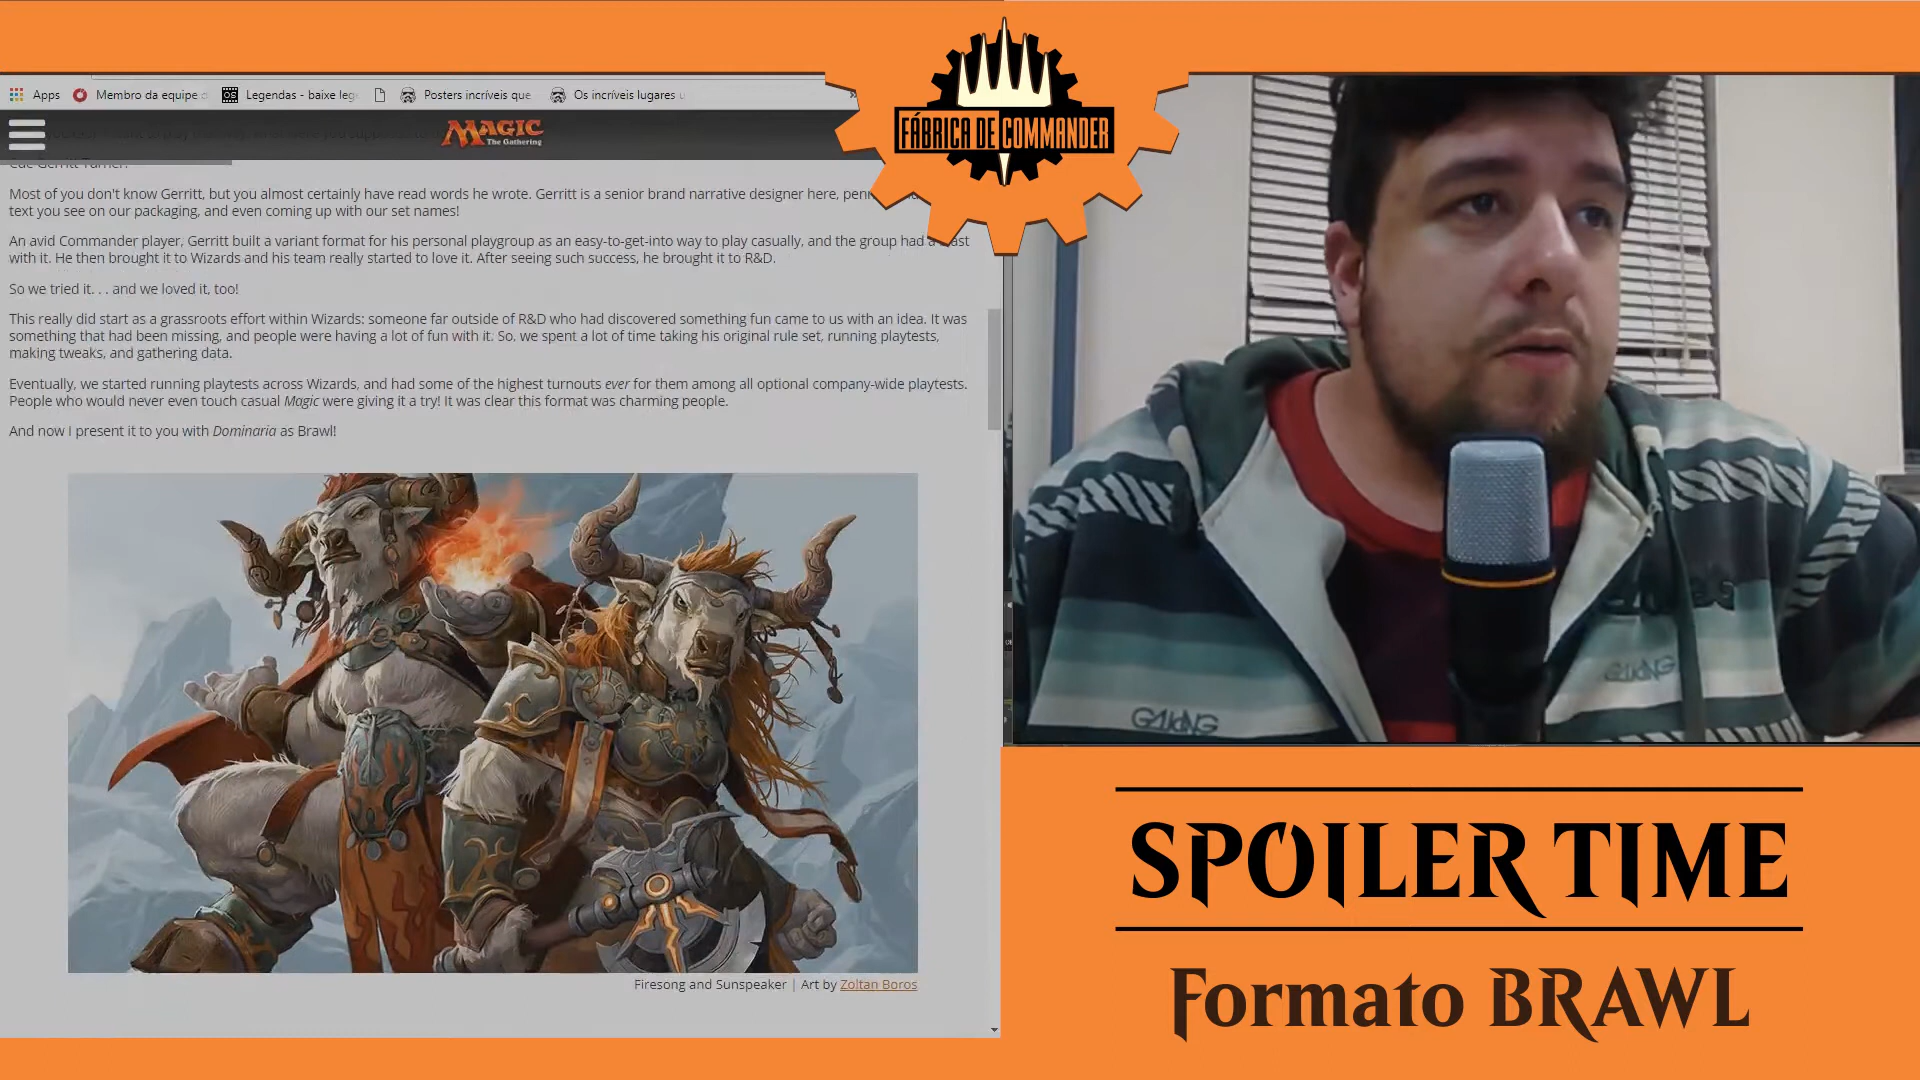 Apps
Membro da equipe d
Legendas - baixe leg
Posters incríveis que
Os incríveis lugares u
MAGIC
The Gathering
FÁBRICA DE COMMANDER
Cue Gerritt Turner.
Most of you don't know Gerritt, but you almost certainly have read words he wrote. Gerritt is a senior brand narrative designer here,
text you see on our packaging, and even coming up with our set names!
An avid Commander player, Gerritt built a variant format for his personal playgroup as an easy-to-get-into way to play casually, and the group had a
with it. He then brought it to Wizards and his team really started to love it. After seeing such success, he brought it to R&D.
So we tried it. . . and we loved it, too!
This really did start as a grassroots effort within Wizards: someone far outside of R&D who had discovered something fun came to us with an idea. It was
something that had been missing, and people were having a lot of fun with it. So. we spent a lot of time taking his original rule set, running playtests,
making tweaks, and gathering data.
Eventually, we started running playtests across Wizards, and had some of the highest turnouts ever for them among all optional company-wide playtests.
People who would never even touch casual Magic were giving it a try! It was clear this format was charming people.
And now I present it to you with Dominaria as Brawl!
Firesong and Sunspeaker | Art by Zoltan Boros
SPOILER TIME
Formato BRAWL